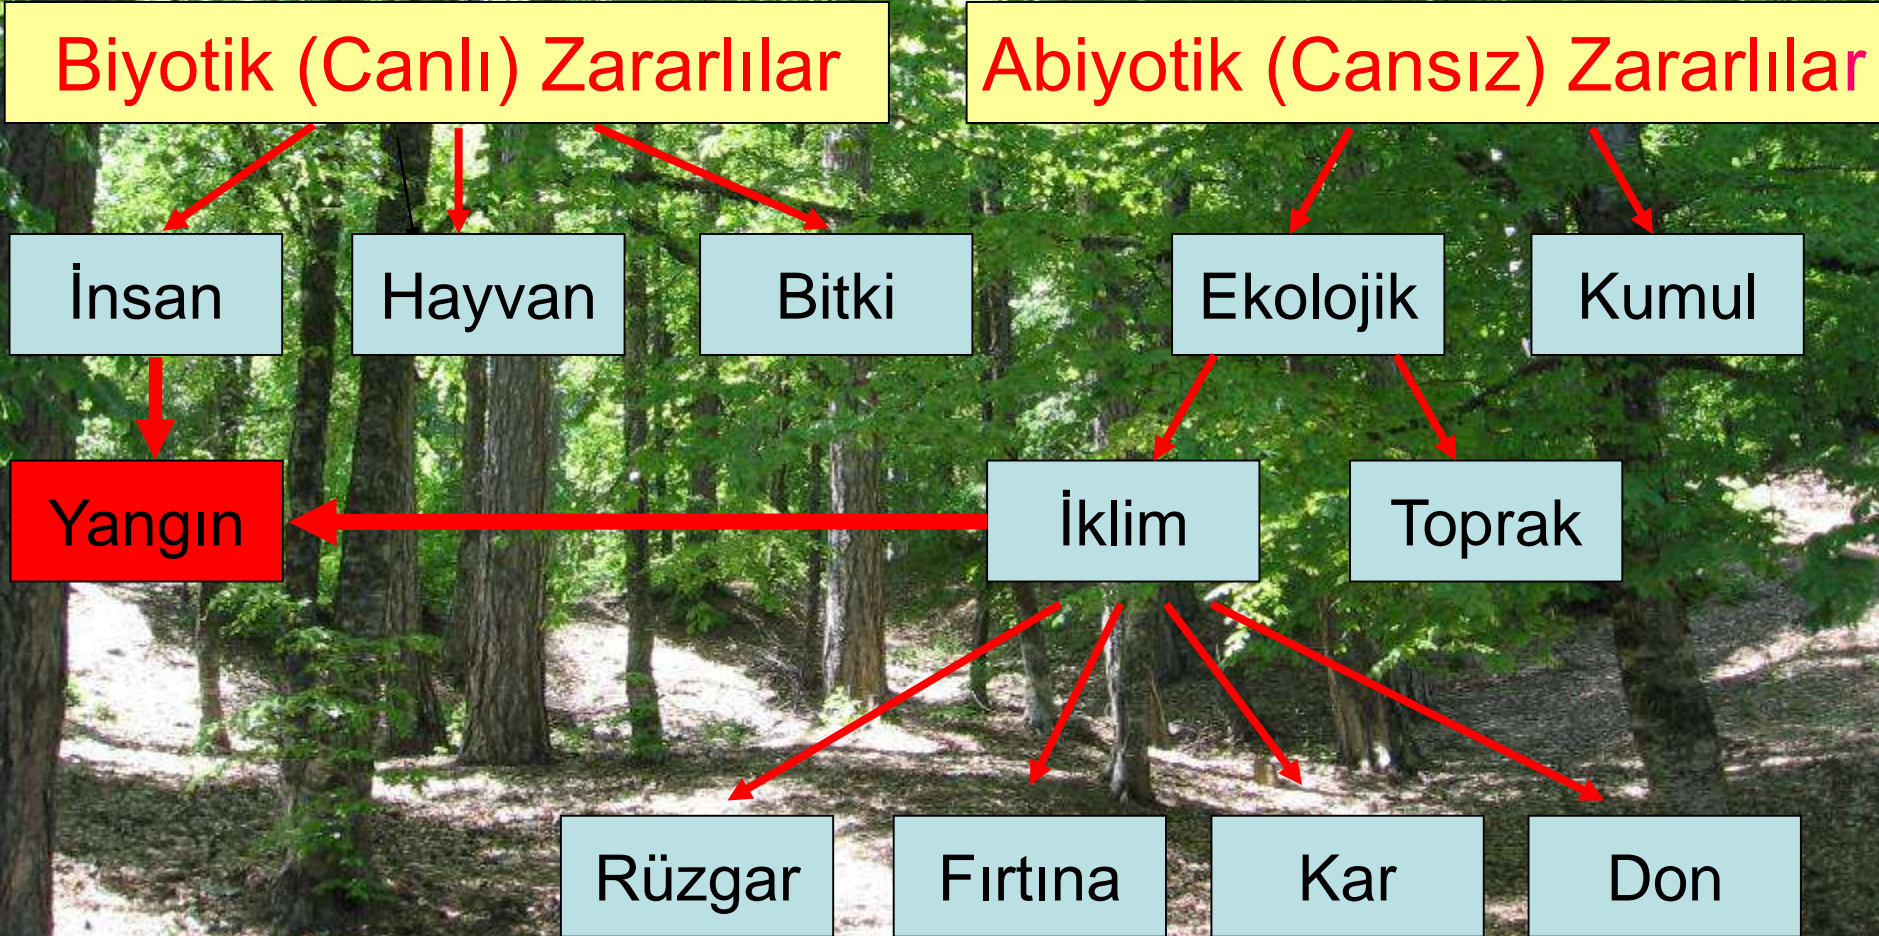 Biyotik (Canlı) Zararlılar
Abiyotik (Cansız) Zararlılar
İnsan
Hayvan
Bitki
Ekolojik
Kumul
Yangın
İklim
Toprak
Rüzgar
Fırtına
Kar
Don